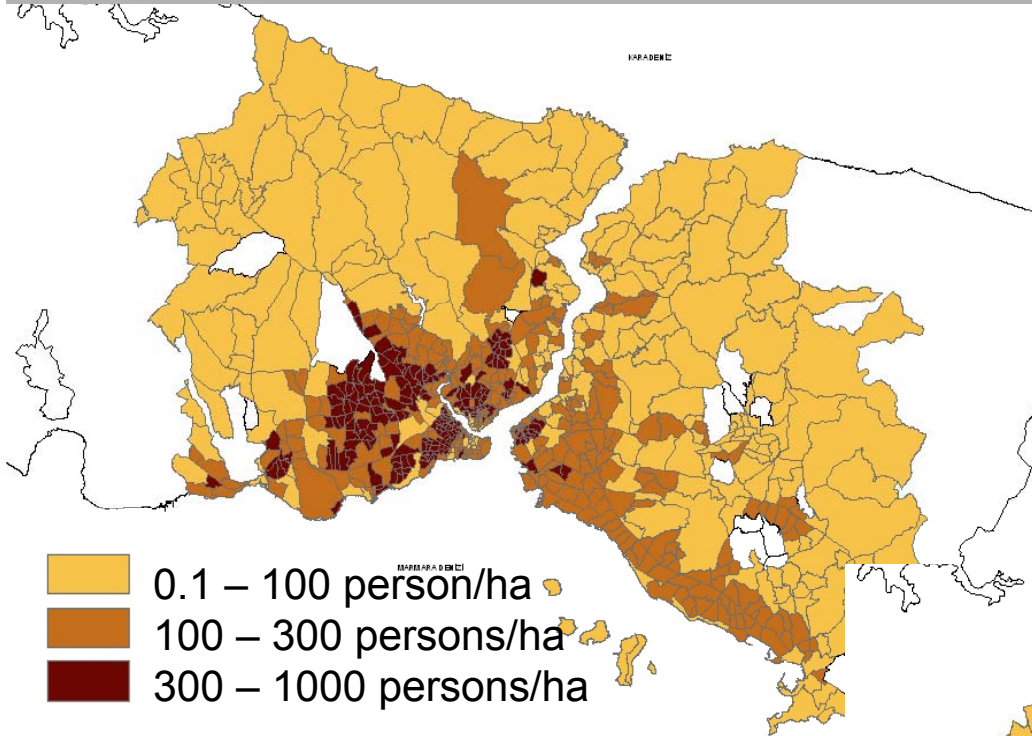 KARADENİZ
MARMARA DENİZİ
0.1 – 100 person/ha
100 – 300 persons/ha
300 – 1000 persons/ha